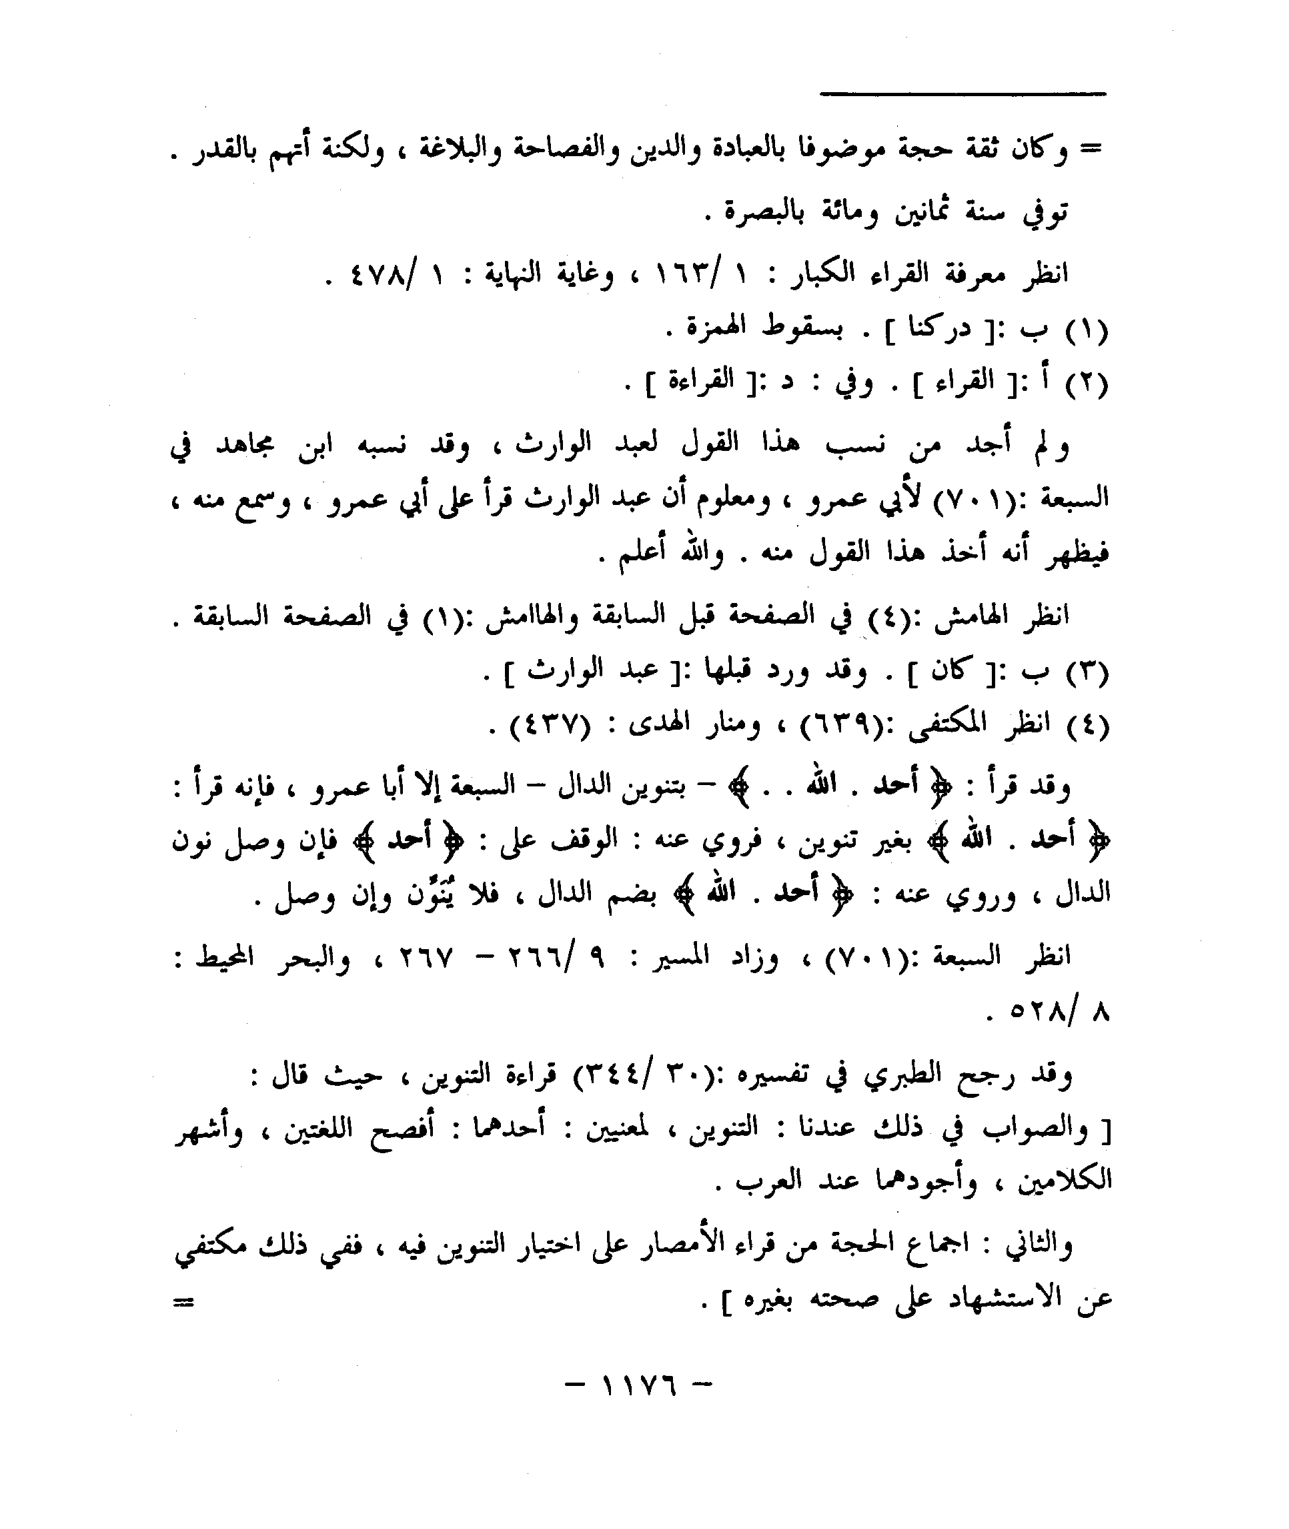 = وكان ثقة حجة موضوفا بالعبادة والدين والفصاحة والبلاغة ، ولكنة أتهم بالقدر .
توفي سنة ثمانين ومائة بالبصرة .
انظر معرفة القراء الكبار : ١ /١٦٣ ، وغاية النهاية : ١ /٤٧٨ .
(١) ب :[ دركنا ] . بسقوط الهمزة .
(٢) أ :[ القراء ] . وفي : د :[ القراءة ] .
ولم أجد من نسب هذا القول لعبد الوارث ، وقد نسبه ابن مجاهد في
السبعة :(٧٠١) لأبي عمرو ، ومعلوم أن عبد الوارث قرأ على أبي عمرو ، وسمع منه ،
فيظهر أنه أخذ هذا القول منه . والله أعلم .
انظر الهامش :(٤) في الصفحة قبل السابقة والهاامش :(١) في الصفحة السابقة .
(٣) ب :[ كان ] . وقد ورد قبلها :[ عبد الوارث ] .
(٤) انظر المكتفى :(٦٣٩) ، ومنار الهدى : (٤٣٧) .
وقد قرأ : ﴿ أحد . الله . . ﴾ – بتنوين الدال – السبعة إلا أبا عمرو ، فإنه قرأ :
﴿ أحد . الله ﴾ بغير تنوين ، فروي عنه : الوقف على : ﴿ أحد ﴾ فإن وصل نون
الدال ، وروي عنه : ﴿ أحد . الله ﴾ بضم الدال ، فلا يُنَوَّن وإن وصل .
انظر السبعة :(٧٠١) ، وزاد المسير : ٩ /٢٦٦ – ٢٦٧ ، والبحر المحيط :
٨ /٥٢٨ .
وقد رجح الطبري في تفسيره :(٣٠ /٣٤٤) قراءة التنوين ، حيث قال :
[ والصواب في ذلك عندنا : التنوين ، لمعنيين : أحدهما : أفصح اللغتين ، وأشهر
الكلامين ، وأجودهما عند العرب .
والثاني : اجماع الحجة من قراء الأمصار على اختيار التنوين فيه ، ففي ذلك مكتفي
عن الاستشهاد على صحته بغيره ] . =
– ١١٧٦ –